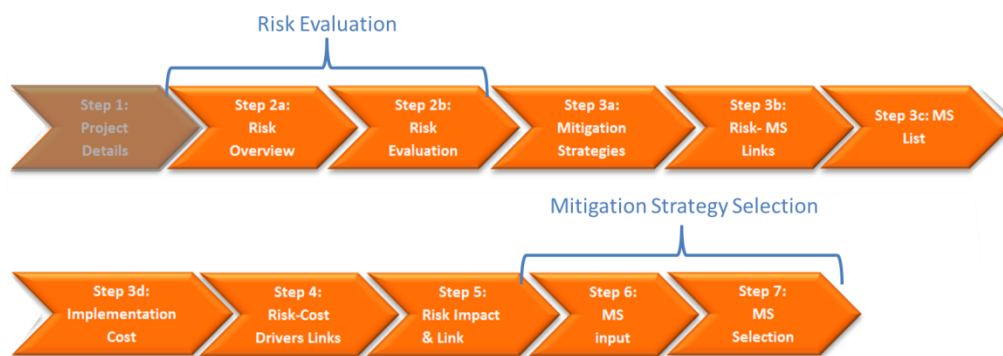 Risk Evaluation
Step 1:
Project
Details
Step 2a:
Risk
Overview
Step 2b:
Risk
Evaluation
Step 3a:
Mitigation
Strategies
Step 3b:
Risk- MS
Links
Step 3c: MS
List
Mitigation Strategy Selection
Step 3d:
Implementation
Cost
Step 4:
Risk-Cost
Drivers Links
Step 5:
Risk Impact
& Link
Step 6:
MS
input
Step 7:
MS
Selection